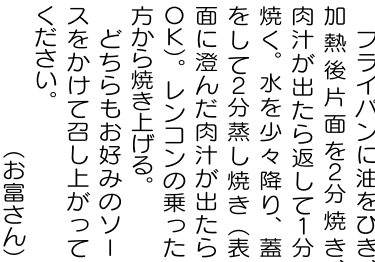 フライパンに油をひき、
加熱後片面を2分焼き、
肉汁が出たら返して1分
焼く。水を少々降り、蓋
をして2分蒸し焼き（表
面に澄んだ肉汁が出たら
OK）。レンコンの乗った
方から焼き上げる。
どちらもお好みのソー
スをかけて召し上がって
ください。
（お富さん）